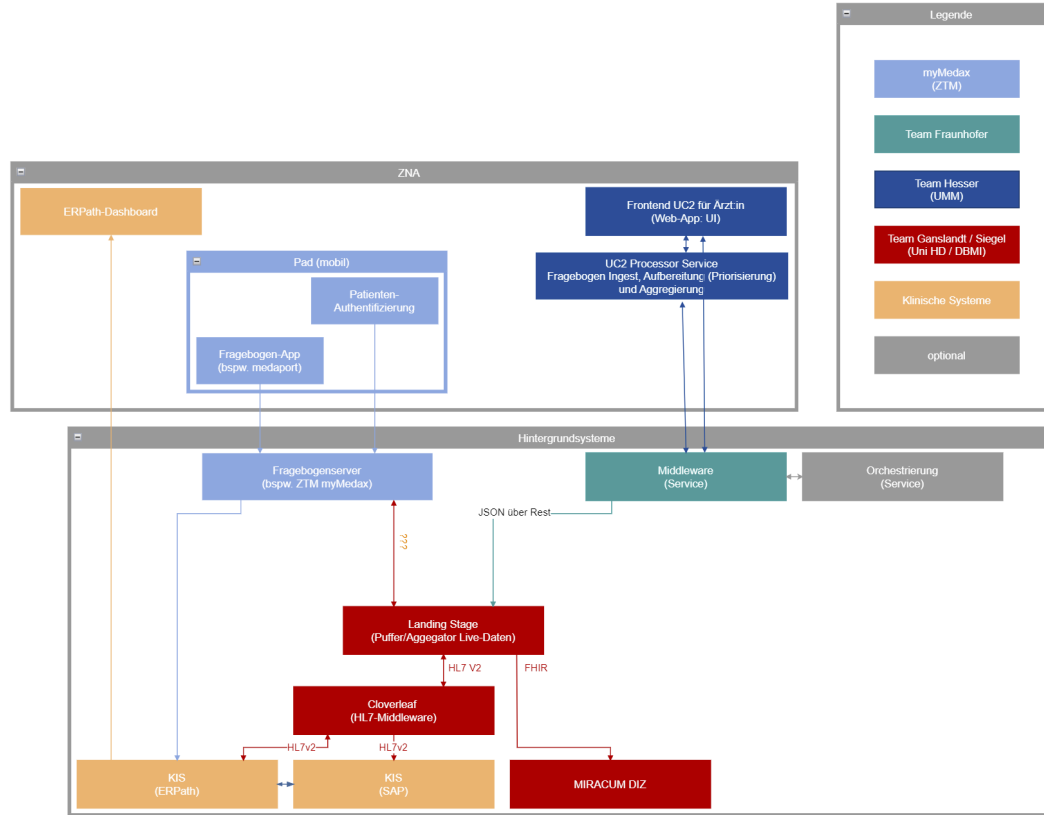 Legende
myMedax
(ZTM)
Team Fraunhofer
Team Hesser
(UMM)
Team Ganslandt / Siegel
(Uni HD / DBMI)
Klinische Systeme
optional
ZNA
ERPath-Dashboard
Frontend UC2 für Ärzt:in
(Web-App: UI)
Pad (mobil)
UC2 Processor Service
Fragebogen Ingest, Aufbereitung (Priorisierung)
und Aggregierung
Patienten-
Authentifizierung
Fragebogen-App
(bspw. medaport)
Hintergrundsysteme
Fragebogenserver
(bspw. ZTM myMedax)
Middleware
(Service)
Orchestrierung
(Service)
JSON über Rest
???
Landing Stage
(Puffer/Aggegator Live-Daten)
HL7 V2
FHIR
Cloverleaf
(HL7-Middleware)
HL7v2
HL7v2
KIS
(ERPath)
KIS
(SAP)
MIRACUM DIZ